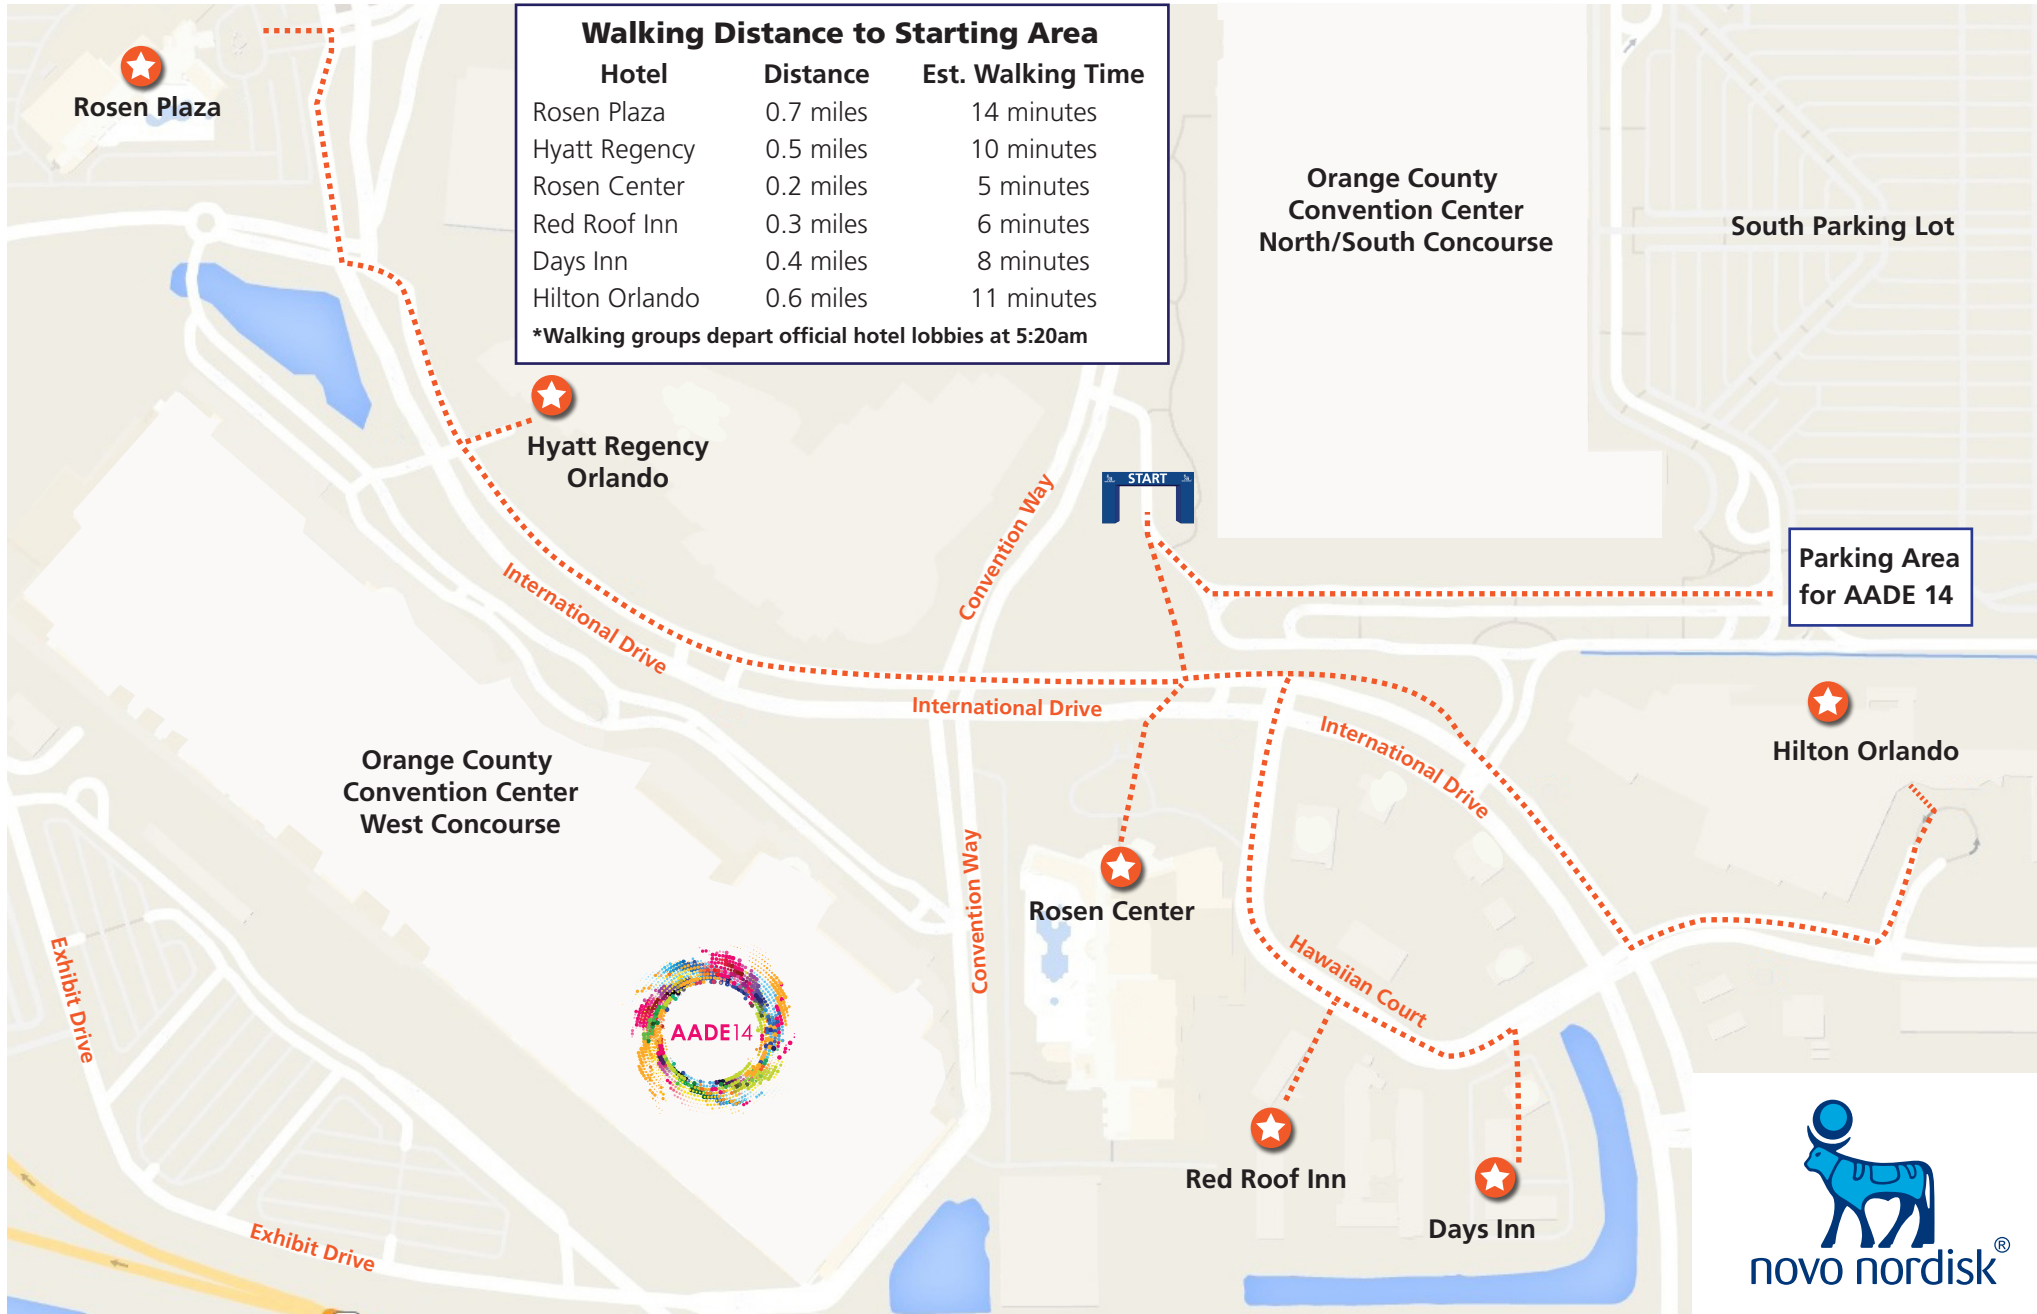 Walking Distance to Starting Area
Hotel Distance Est. Walking Time
Rosen Plaza 0.7 miles 14 minutes
Hyatt Regency 0.5 miles 10 minutes
Rosen Center 0.2 miles 5 minutes
Red Roof Inn 0.3 miles 6 minutes
Days Inn 0.4 miles 8 minutes
Hilton Orlando 0.6 miles 11 minutes
*Walking groups depart official hotel lobbies at 5:20am
Rosen Plaza
Orange County
Convention Center
North/South Concourse
South Parking Lot
Hyatt Regency
Orlando
START
Convention Way
Parking Area
for AADE 14
International Drive
International Drive
International Drive
Hilton Orlando
Orange County
Convention Center
West Concourse
Convention Way
Rosen Center
Hawaiian Court
Exhibit Drive
AADE14
Red Roof Inn
Days Inn
Exhibit Drive
novo nordisk®